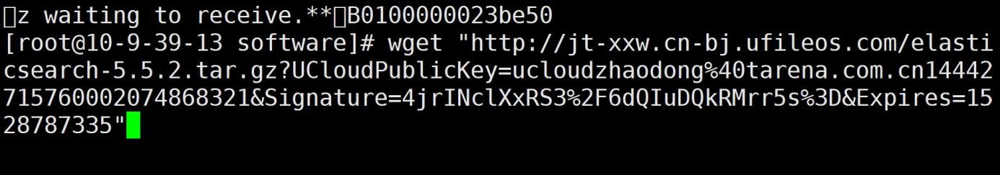 ▯z waiting to receive.**▯B0100000023be50
[root@10-9-39-13 software]# wget "http://jt-xxw.cn-bj.ufileos.com/elasti
csearch-5.5.2.tar.gz?UCloudPublicKey=ucloudzhaodong%40tarena.com.cn14442
715760002074868321&Signature=4jrINclXxRS3%2F6dQIuDQkRMrr5s%3D&Expires=15
28787335"